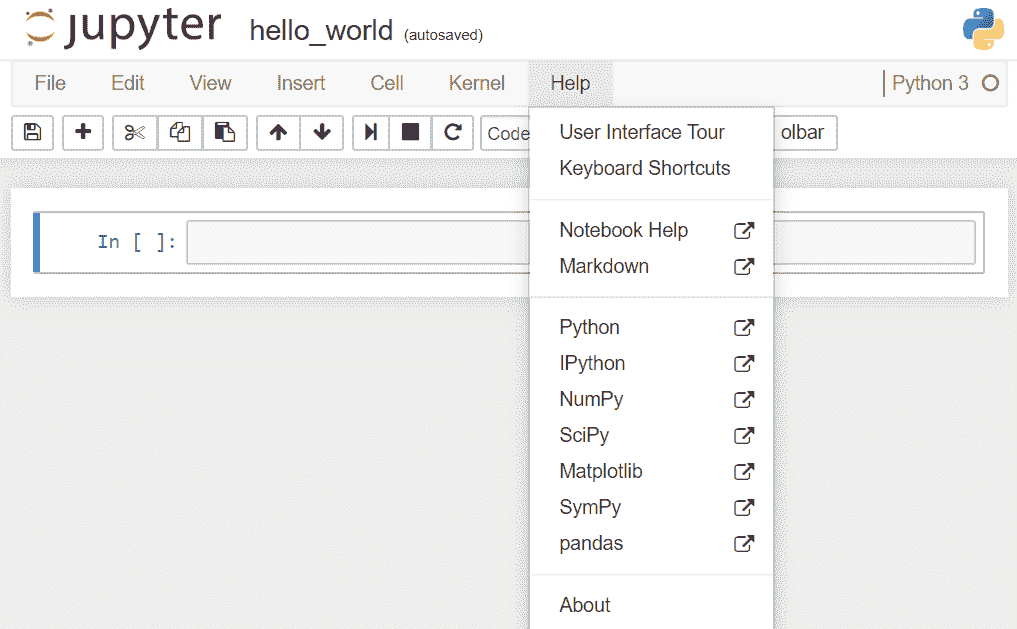 jupyter hello_world (autosaved)
File Edit View Insert Cell Kernel Help Python 3
Code olbar
In [ ]:
User Interface Tour
Keyboard Shortcuts
Notebook Help
Markdown
Python
IPython
NumPy
SciPy
Matplotlib
SymPy
pandas
About